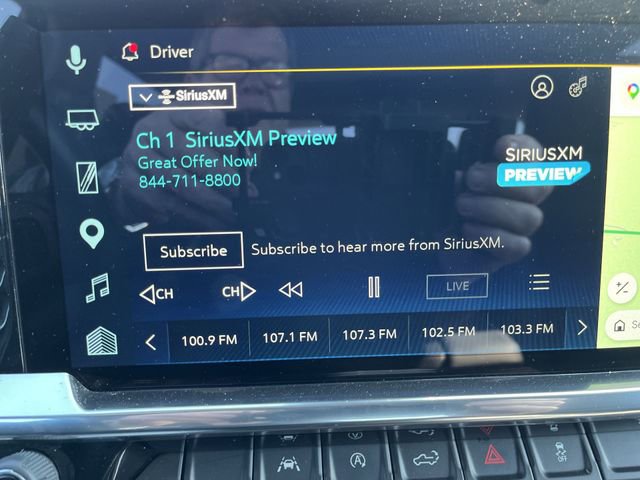 Driver
SiriusXM
Ch 1 SiriusXM Preview
Great Offer Now!
844-711-8800
SIRIUSXM
PREVIEW
Subscribe
Subscribe to hear more from SiriusXM.
CH
CH
LIVE
100.9 FM
107.1 FM
107.3 FM
102.5 FM
103.3 FM
Se
A
OFF